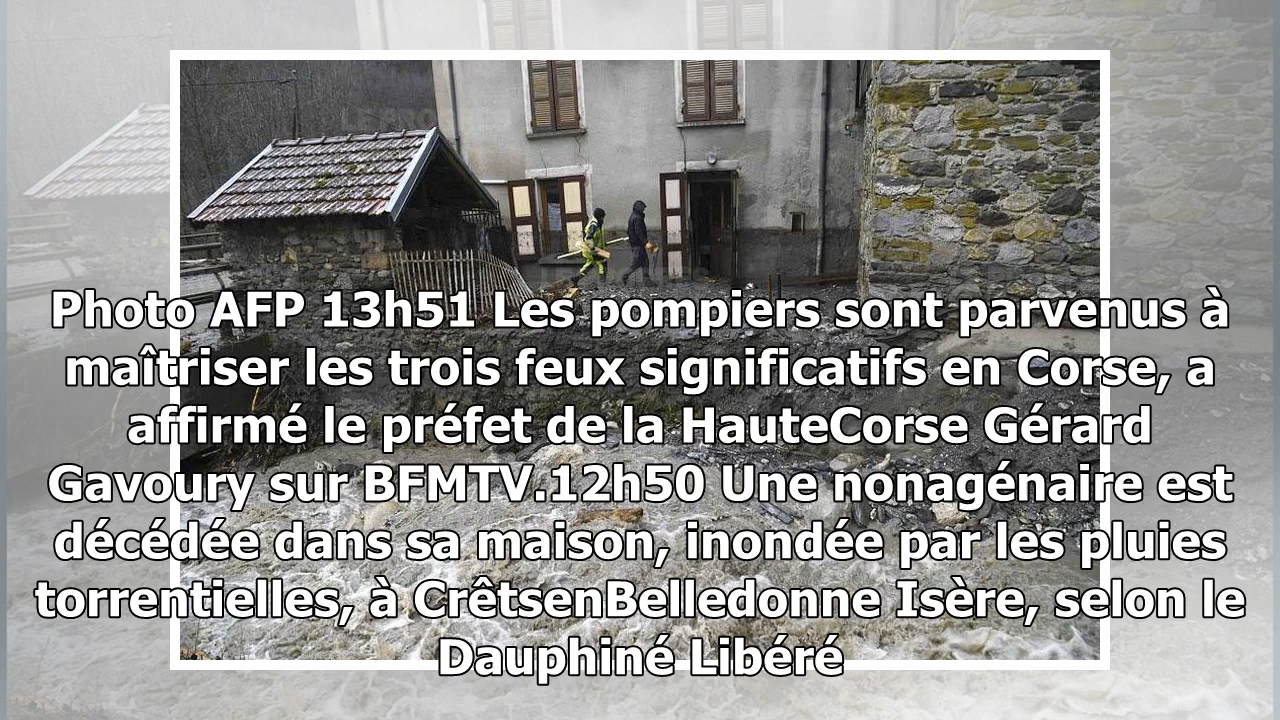 Photo AFP 13h51 Les pompiers sont parvenus à
maîtriser les trois feux significatifs en Corse, a
affirmé le préfet de la HauteCorse Gérard
Gavoury sur BFMTV.12h50 Une nonagénaire est
décédée dans sa maison, inondée par les pluies
torrentielles, à CrêtsenBelledonne Isère, selon le
Dauphiné Libéré